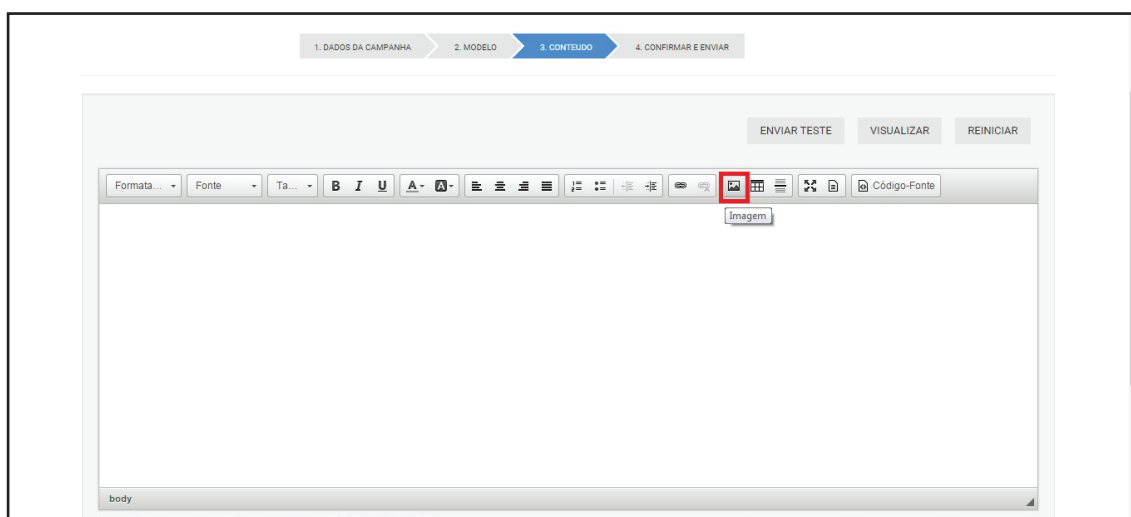 1. DADOS DA CAMPANHA 2. MODELO 3. CONTEUDO 4. CONFIRMAR E ENVIAR
ENVIAR TESTE VISUALIZAR REINICIAR
Formata... Fonte Ta... B I U A A Código-Fonte
Imagem
body